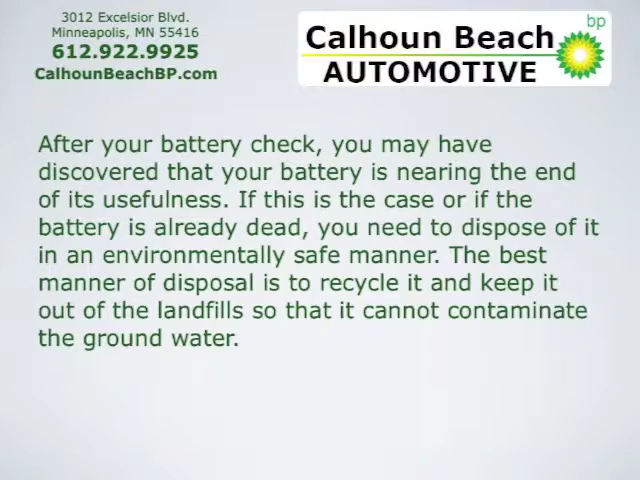 3012 Excelsior Blvd.
Minneapolis, MN 55416
612.922.9925
CalhounBeachBP.com
bp
Calhoun Beach
AUTOMOTIVE
After your battery check, you may have
discovered that your battery is nearing the end
of its usefulness. If this is the case or if the
battery is already dead, you need to dispose of it
in an environmentally safe manner. The best
manner of disposal is to recycle it and keep it
out of the landfills so that it cannot contaminate
the ground water.